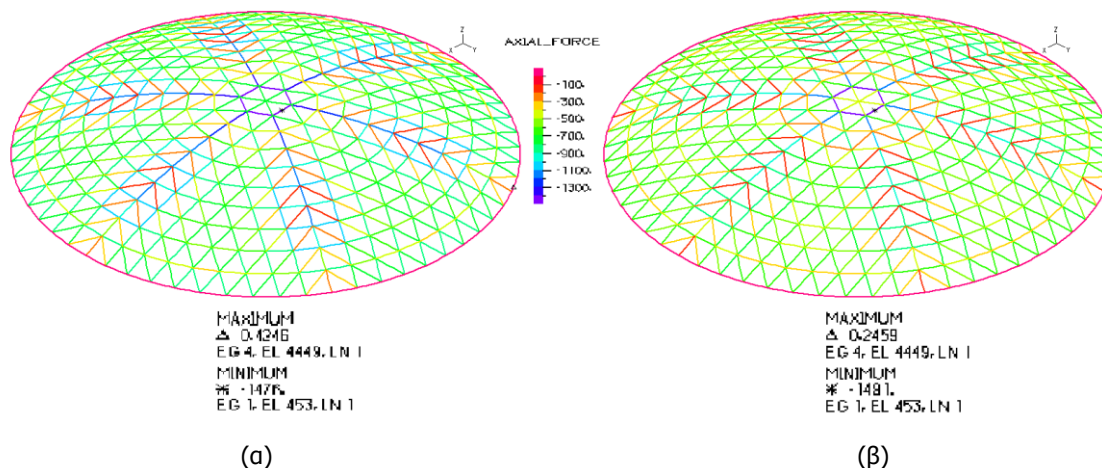 Z
X Y
AXIAL_FORCE
-100.
-300.
-500.
-700.
-900.
-1100.
-1300.
MAXIMUM
Δ 0.4246
EG 4, EL 4449, LN 1
MINIMUM
EG 1, EL 453, LN 1
(α)
Z
X Y
MAXIMUM
Δ 0.2459
EG 4, EL 4449, LN 1
MINIMUM
✳ -1491.
EG 1, EL 453, LN 1
(β)